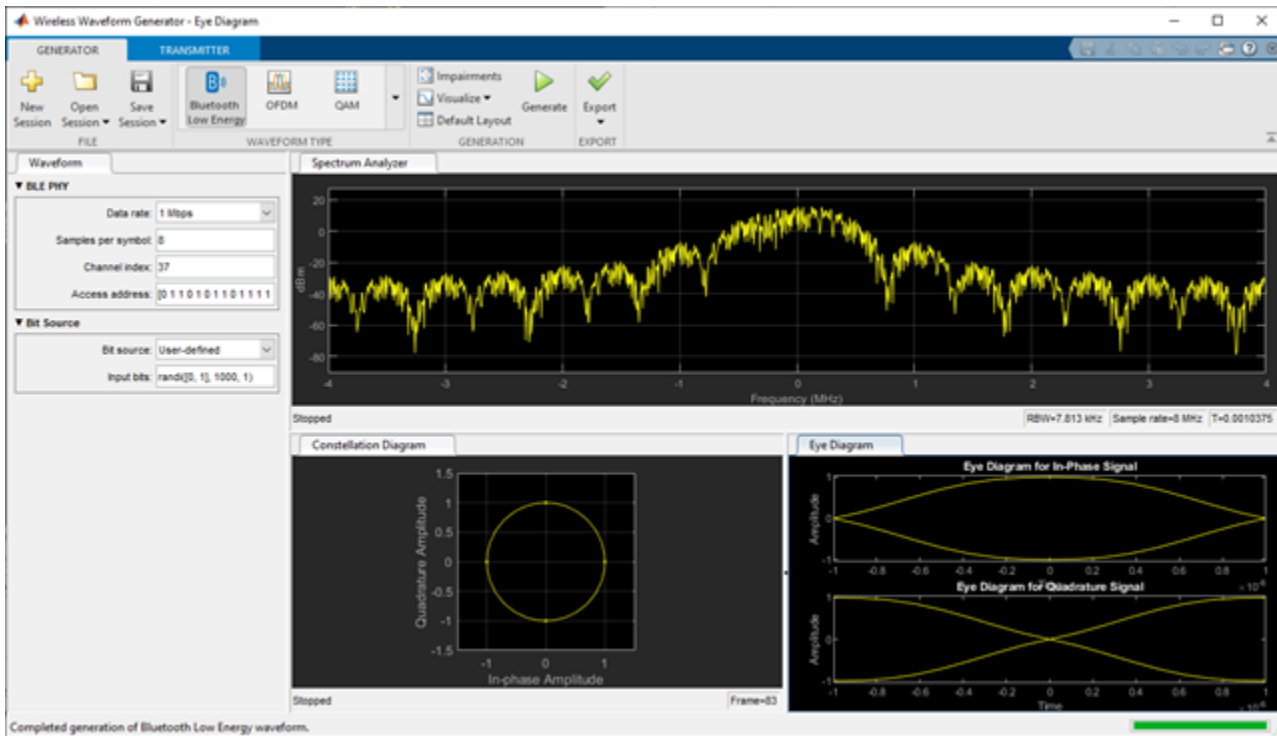 Wireless Waveform Generator - Eye Diagram
GENERATOR TRANSMITTER
New Session
Open Session
Save Session
FILE
Bluetooth Low Energy
OFDM
QAM
WAVEFORM TYPE
Impairments
Visualize
Default Layout
Generate
GENERATION
Export
EXPORT
Waveform
BLE PHY
Data rate: 1 Mbps
Samples per symbol: 8
Channel index: 37
Access address: [0 1 1 0 1 0 1 1 0 1 1 1 1
Bit Source
Bit source: User-defined
Input bits: randi([0, 1], 1000, 1)
Spectrum Analyzer
20
0
-20
-40
-60
-80
dBm
-4 -3 -2 -1 0 1 2 3 4
Frequency (MHz)
Stopped RBW=7.813 kHz Sample rate=8 MHz T=0.0010375
Constellation Diagram
1.5
1
0.5
0
-0.5
-1
-1.5
Quadrature Amplitude
-1 0 1
In-phase Amplitude
Stopped Frame=83
Eye Diagram
Eye Diagram for In-Phase Signal
1
0
-1
Amplitude
-1 -0.8 -0.6 -0.4 -0.2 0 0.2 0.4 0.6 0.8 1
× 10-6
Eye Diagram for Quadrature Signal
1
0
-1
Amplitude
-1 -0.8 -0.6 -0.4 -0.2 0 0.2 0.4 0.6 0.8 1
Time
× 10-6
Completed generation of Bluetooth Low Energy waveform.